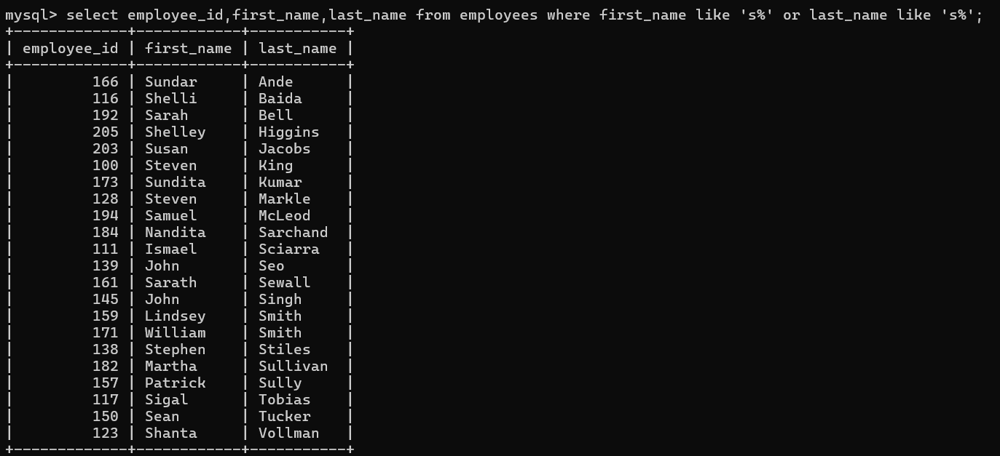 mysql> select employee_id,first_name,last_name from employees where first_name like 's%' or last_name like 's%';
+-------------+------------+-----------+
| employee_id | first_name | last_name |
+-------------+------------+-----------+
|         166 | Sundar     | Ande      |
|         116 | Shelli     | Baida     |
|         192 | Sarah      | Bell      |
|         205 | Shelley    | Higgins   |
|         203 | Susan      | Jacobs    |
|         100 | Steven     | King      |
|         173 | Sundita    | Kumar     |
|         128 | Steven     | Markle    |
|         194 | Samuel     | McLeod    |
|         184 | Nandita    | Sarchand  |
|         111 | Ismael     | Sciarra   |
|         139 | John       | Seo       |
|         161 | Sarath     | Sewall    |
|         145 | John       | Singh     |
|         159 | Lindsey    | Smith     |
|         171 | William    | Smith     |
|         138 | Stephen    | Stiles    |
|         182 | Martha     | Sullivan  |
|         157 | Patrick    | Sully     |
|         117 | Sigal      | Tobias    |
|         150 | Sean       | Tucker    |
|         123 | Shanta     | Vollman   |
+-------------+------------+-----------+